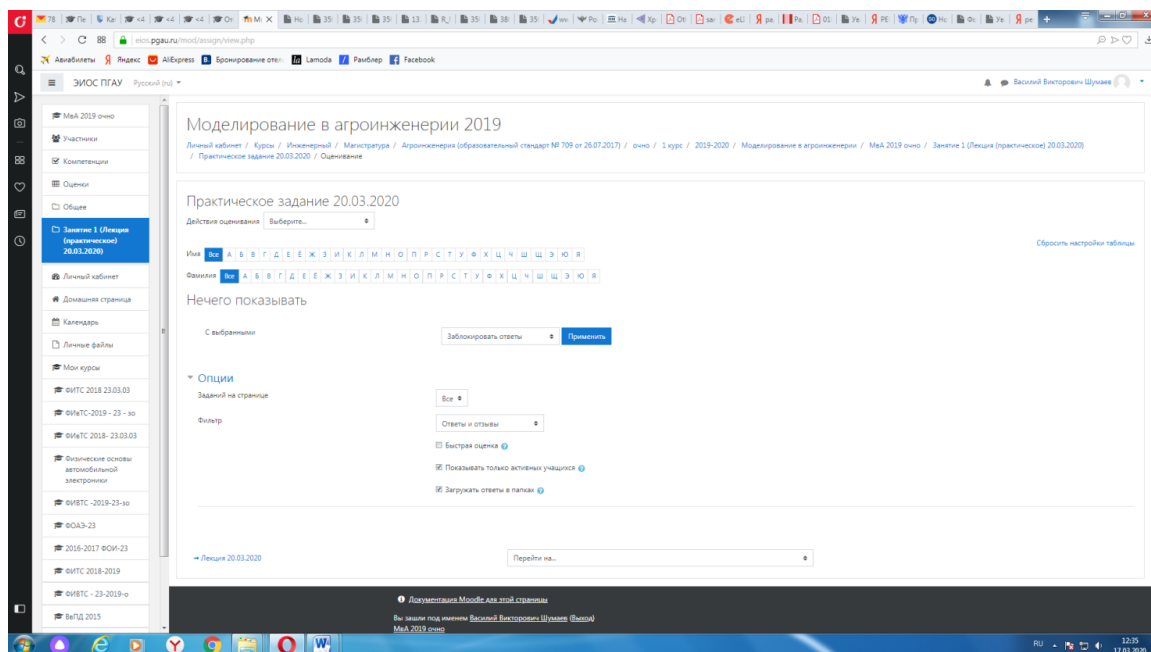 eios.pgau.ru/mod/assign/view.php
Авиабилеты Яндекс AliExpress Бронирование отел Lamoda Рамблер Facebook
ЭИОС ПГАУ Русский (ru)
Василий Викторович Шумаев
МвА 2019 очно
Участники
Компетенции
Оценки
Общее
Занятие 1 (Лекция
(практическое)
20.03.2020)
Личный кабинет
Домашняя страница
Календарь
Личные файлы
Мои курсы
ФИТС 2018 23.03.03
ФИвТС-2019 - 23 - зо
ФИвТС 2018- 23.03.03
Физические основы
автомобильной
электроники
ФИВТС -2019-23-зо
ФОАЭ-23
2016-2017 ФОИ-23
ФИТС 2018-2019
ФИВТС - 23-2019-о
ВвПД 2015
Моделирование в агроинженерии 2019
Личный кабинет / Курсы / Инженерный / Магистратура / Агроинженерия (образовательный стандарт № 709 от 26.07.2017) / очно / 1 курс / 2019-2020 / Моделирование в агроинженерии / МвА 2019 очно / Занятие 1 (Лекция (практическое) 20.03.2020)
/ Практическое задание 20.03.2020 / Оценивание
Практическое задание 20.03.2020
Действия оценивания Выберите...
Сбросить настройки таблицы
Имя Все А Б В Г Д Е Ё Ж З И К Л М Н О П Р С Т У Ф Х Ц Ч Ш Щ Э Ю Я
Фамилия Все А Б В Г Д Е Ё Ж З И К Л М Н О П Р С Т У Ф Х Ц Ч Ш Щ Э Ю Я
Нечего показывать
С выбранными Заблокировать ответы Применить
Опции
Заданий на странице Все
Фильтр Ответы и отзывы
Быстрая оценка
Показывать только активных учащихся
Загружать ответы в папках
→ Лекция 20.03.2020 Перейти на...
Документация Moodle для этой страницы
Вы зашли под именем Василий Викторович Шумаев (Выход)
МвА 2019 очно
RU 12:35
17.03.2020